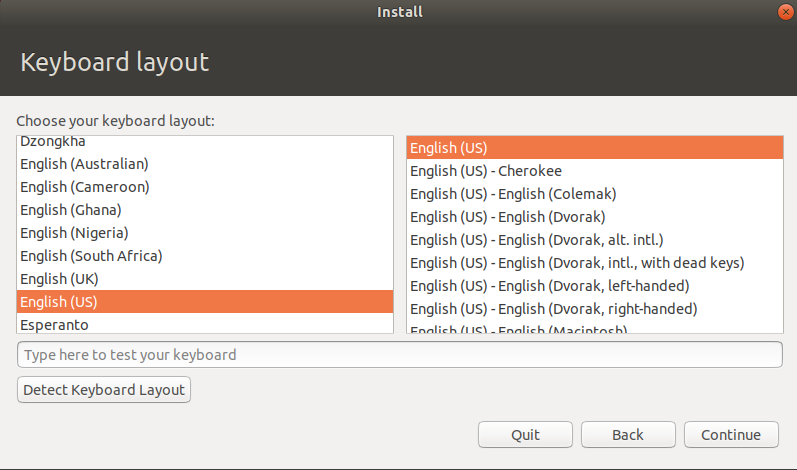 Install
Keyboard layout
Choose your keyboard layout:
Dzongkha
English (Australian)
English (Cameroon)
English (Ghana)
English (Nigeria)
English (South Africa)
English (UK)
English (US)
Esperanto
English (US)
English (US) - Cherokee
English (US) - English (Colemak)
English (US) - English (Dvorak)
English (US) - English (Dvorak, alt. intl.)
English (US) - English (Dvorak, intl., with dead keys)
English (US) - English (Dvorak, left-handed)
English (US) - English (Dvorak, right-handed)
English (US) - English (Macintosh)
Type here to test your keyboard
Detect Keyboard Layout
Quit
Back
Continue